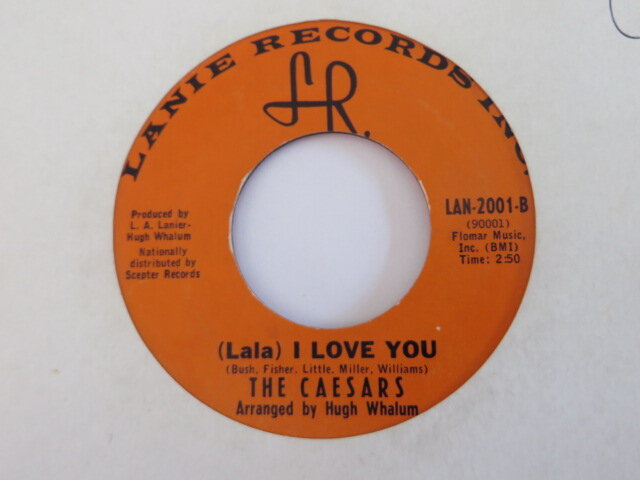 LANIE RECORDS INC.
LR.
Produced by
L. A. Lanier-
Hugh Whalum
Nationally
distributed by
Scepter Records
LAN-2001-B
(90001)
Flomar Music,
Inc. (BMI)
Time: 2:50
(Lala) I LOVE YOU
(Bush, Fisher, Little, Miller, Williams)
THE CAESARS
Arranged by Hugh Whalum